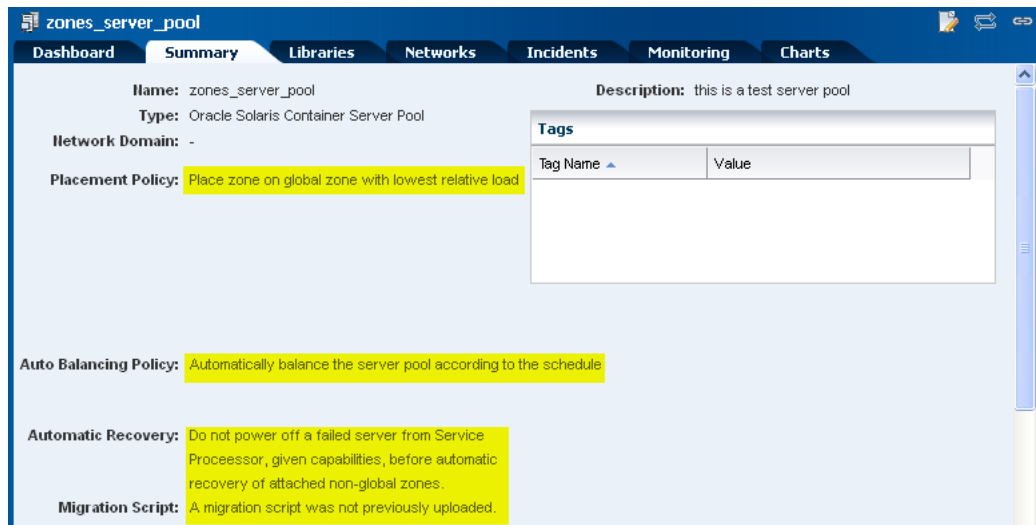 zones_server_pool
Dashboard Summary Libraries Networks Incidents Monitoring Charts
Name: zones_server_pool
Type: Oracle Solaris Container Server Pool
Network Domain: -
Placement Policy: Place zone on global zone with lowest relative load
Description: this is a test server pool
Tags
Tag Name Value
Auto Balancing Policy: Automatically balance the server pool according to the schedule
Automatic Recovery: Do not power off a failed server from Service
Proceessor, given capabilities, before automatic
recovery of attached non-global zones.
Migration Script: A migration script was not previously uploaded.